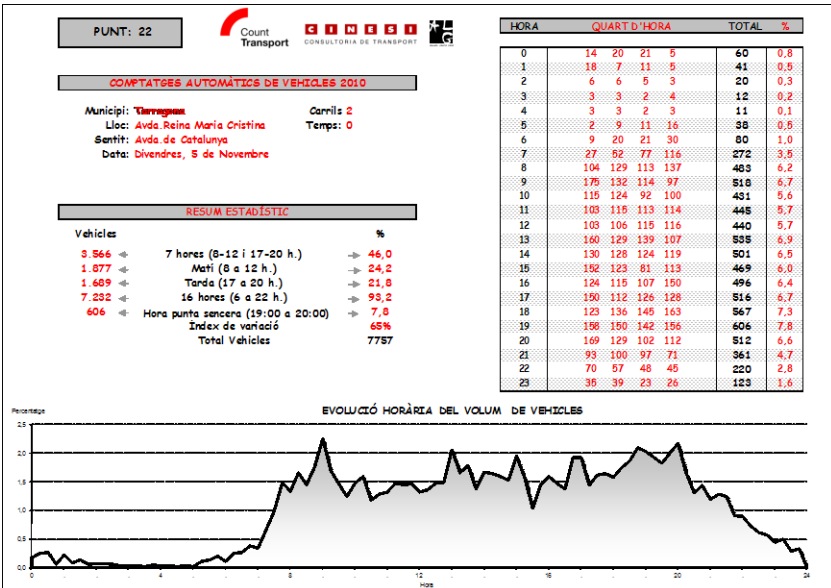 PUNT: 22
Count
Transport
CINESI
CONSULTORIA DE TRANSPORT
COMPTATGES AUTOMÀTICS DE VEHICLES 2010
Municipi: Tarragona Carrils 2
Lloc: Avda.Reina Maria Cristina Temps: 0
Sentit: Avda.de Catalunya
Data: Divendres, 5 de Novembre
RESUM ESTADÍSTIC
Vehicles %
3.566 7 hores (8-12 i 17-20 h.) 46,0
1.877 Matí (8 a 12 h.) 24,2
1.689 Tarda (17 a 20 h.) 21,8
7.232 16 hores (6 a 22 h.) 93,2
606 Hora punta sencera (19:00 a 20:00) 7,8
Índex de variació 65%
Total Vehicles 7757
HORA QUART D'HORA TOTAL %
0 14 20 21 5 60 0,8
1 18 7 11 5 41 0,5
2 6 6 5 3 20 0,3
3 3 3 2 4 12 0,2
4 3 3 2 3 11 0,1
5 2 9 11 16 38 0,5
6 9 20 21 30 80 1,0
7 27 52 77 116 272 3,5
8 104 129 113 137 483 6,2
9 175 132 114 97 518 6,7
10 115 124 92 100 431 5,6
11 103 115 113 114 445 5,7
12 103 106 115 116 440 5,7
13 160 129 139 107 535 6,9
14 130 128 124 119 501 6,5
15 152 123 81 113 469 6,0
16 124 115 107 150 496 6,4
17 150 112 126 128 516 6,7
18 123 136 145 163 567 7,3
19 158 150 142 156 606 7,8
20 169 129 102 112 512 6,6
21 93 100 97 71 361 4,7
22 70 57 48 45 220 2,8
23 35 39 23 26 123 1,6
EVOLUCIÓ HORÀRIA DEL VOLUM DE VEHICLES
Percentatge
2,5
2,0
1,5
1,0
0,5
0,0
0 4 8 12 16 20 24
Hora